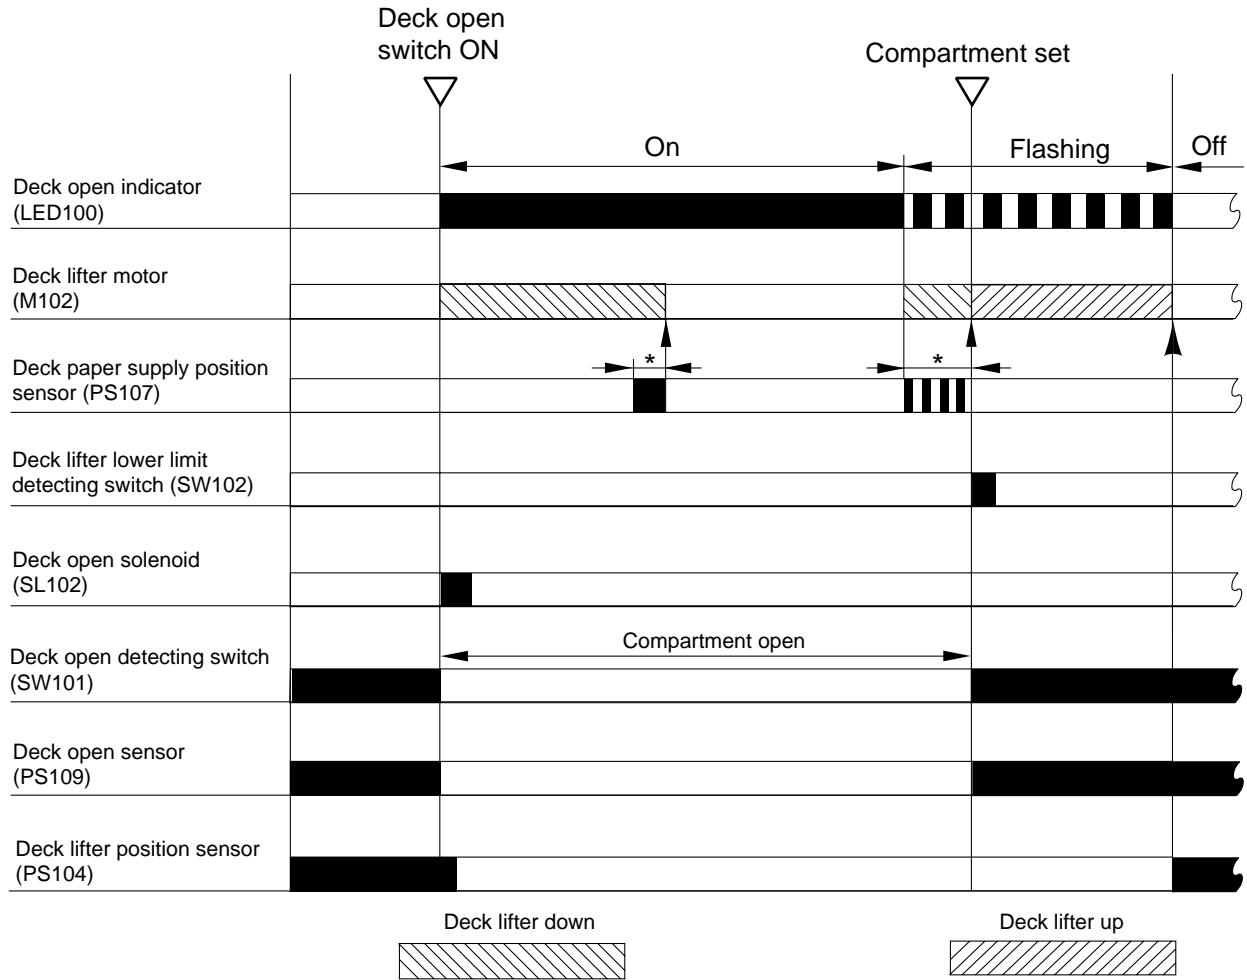 Deck open
switch ON
Compartment set
On
Flashing
Off
Deck open indicator
(LED100)
Deck lifter motor
(M102)
* *
Deck paper supply position
sensor (PS107)
Deck lifter lower limit
detecting switch (SW102)
Deck open solenoid
(SL102)
Compartment open
Deck open detecting switch
(SW101)
Deck open sensor
(PS109)
Deck lifter position sensor
(PS104)
Deck lifter down
Deck lifter up